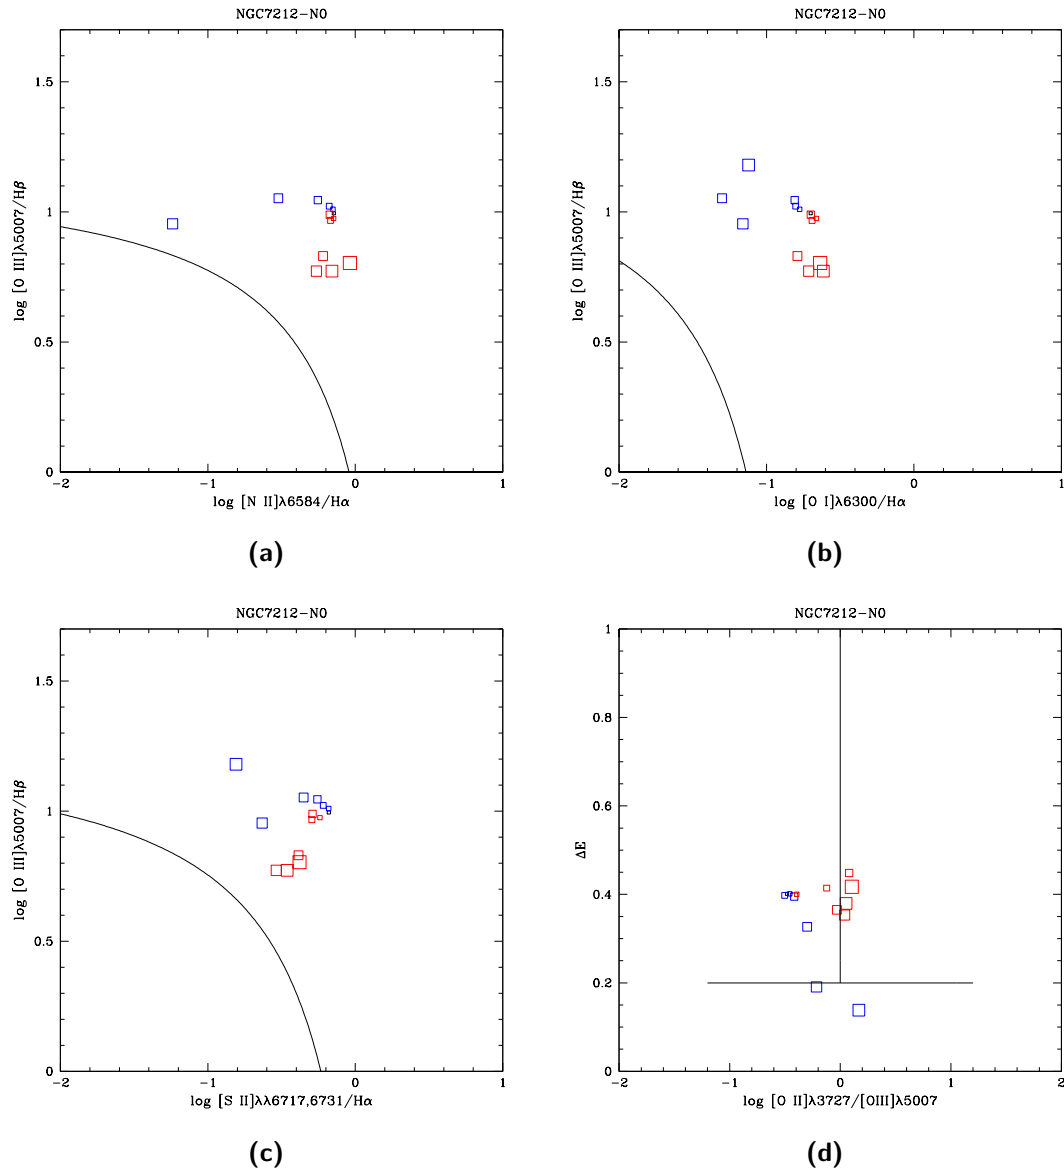 NGC7212-N0
NGC7212-N0
1.5
1
0.5
0
log [O III]λ5007/Hβ
-2
-1
0
1
log [N II]λ6584/Hα
(a)
1.5
1
0.5
0
log [O III]λ5007/Hβ
-2
-1
0
1
log [O I]λ6300/Hα
(b)
NGC7212-N0
NGC7212-N0
1.5
1
0.5
0
log [O III]λ5007/Hβ
-2
-1
0
1
log [S II]λλ6717,6731/Hα
(c)
1
0.8
0.6
0.4
0.2
0
ΔE
-2
-1
0
1
2
log [O II]λ3727/[OIII]λ5007
(d)